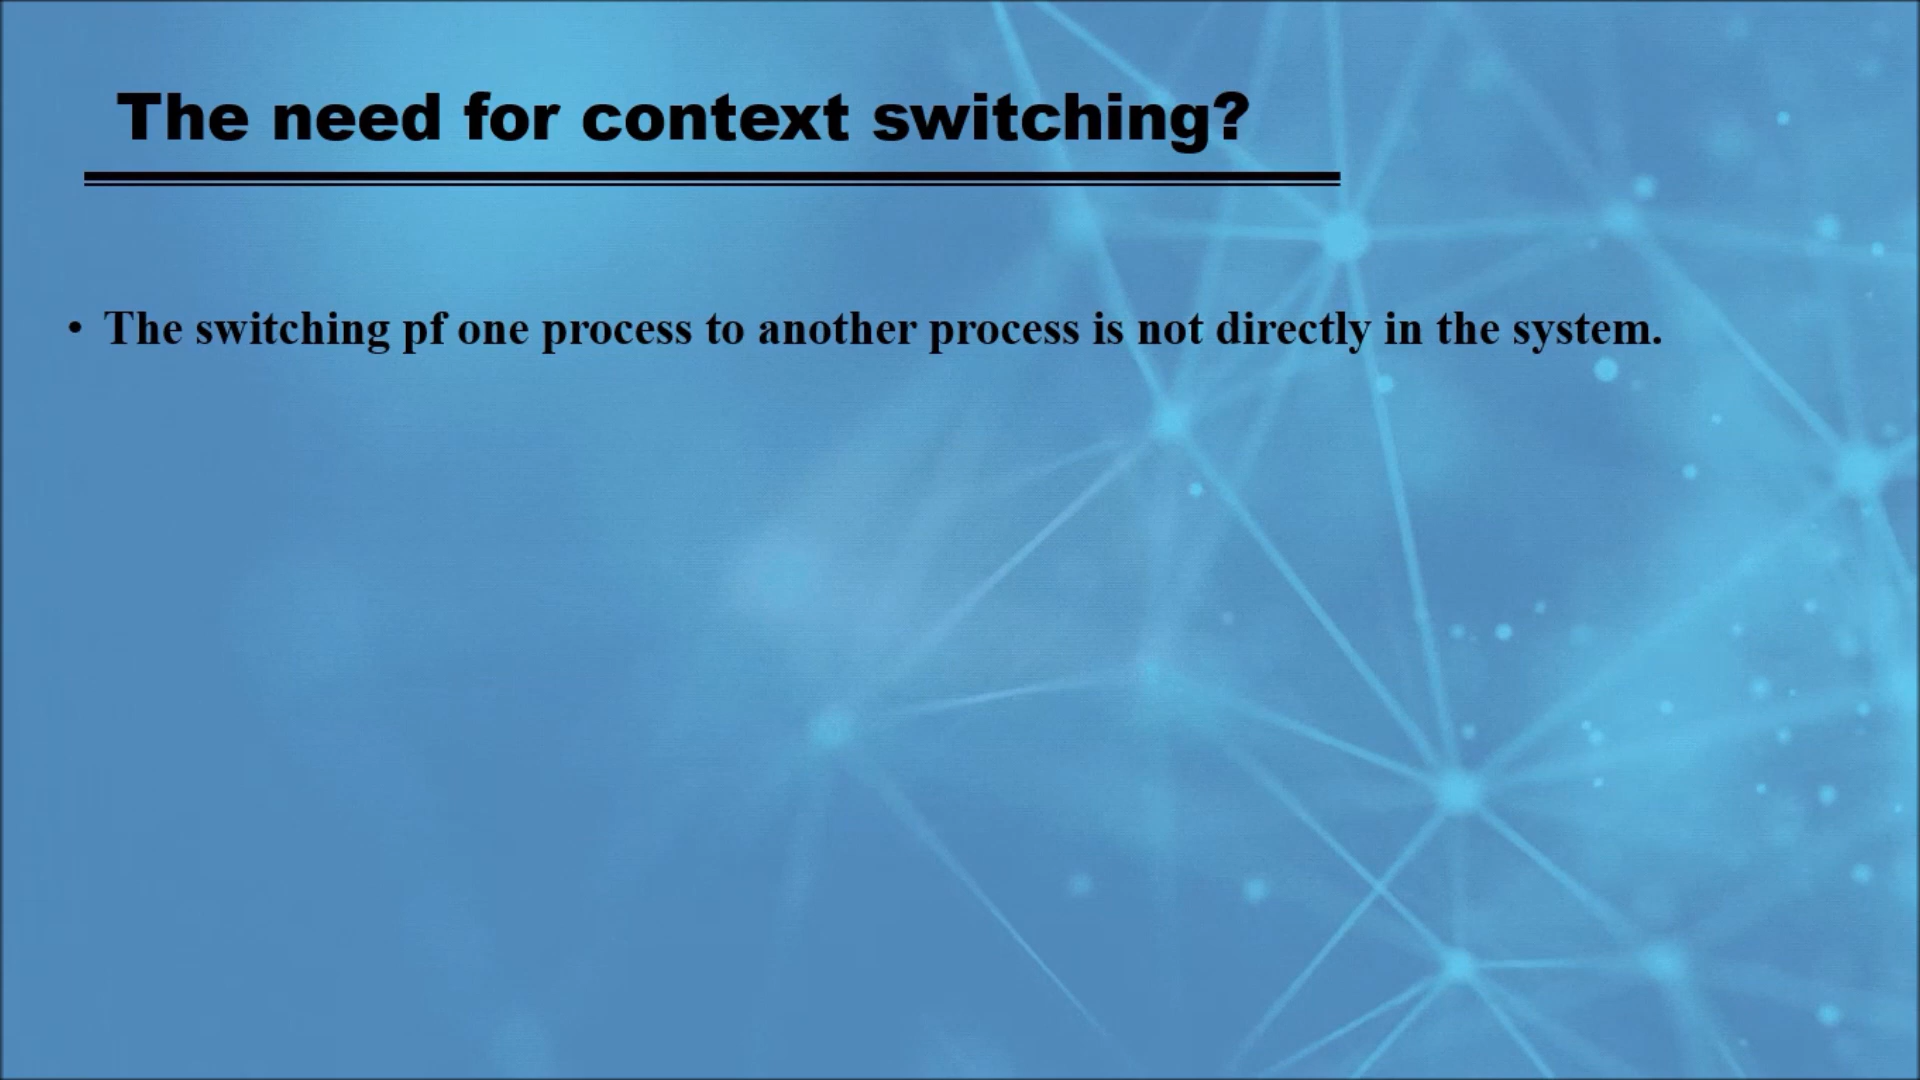 The need for context switching?
• The switching pf one process to another process is not directly in the system.